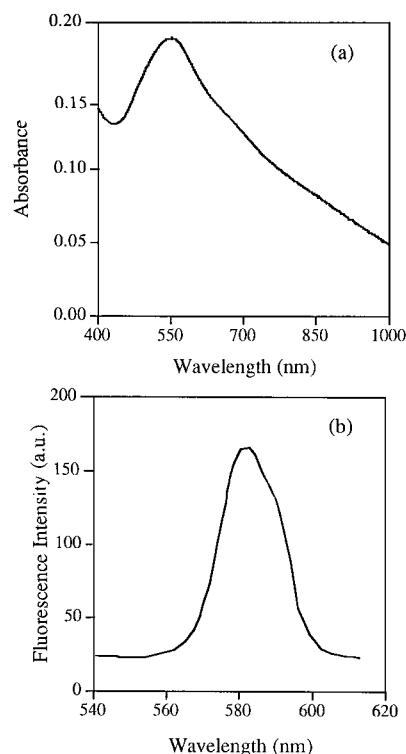 0.20
(a)
0.15
Absorbance
0.10
0.05
0.00
400 550 700 850 1000
Wavelength (nm)
200
(b)
150
Fluorescence Intensity (a.u.)
100
50
0
540 560 580 600 620
Wavelength (nm)